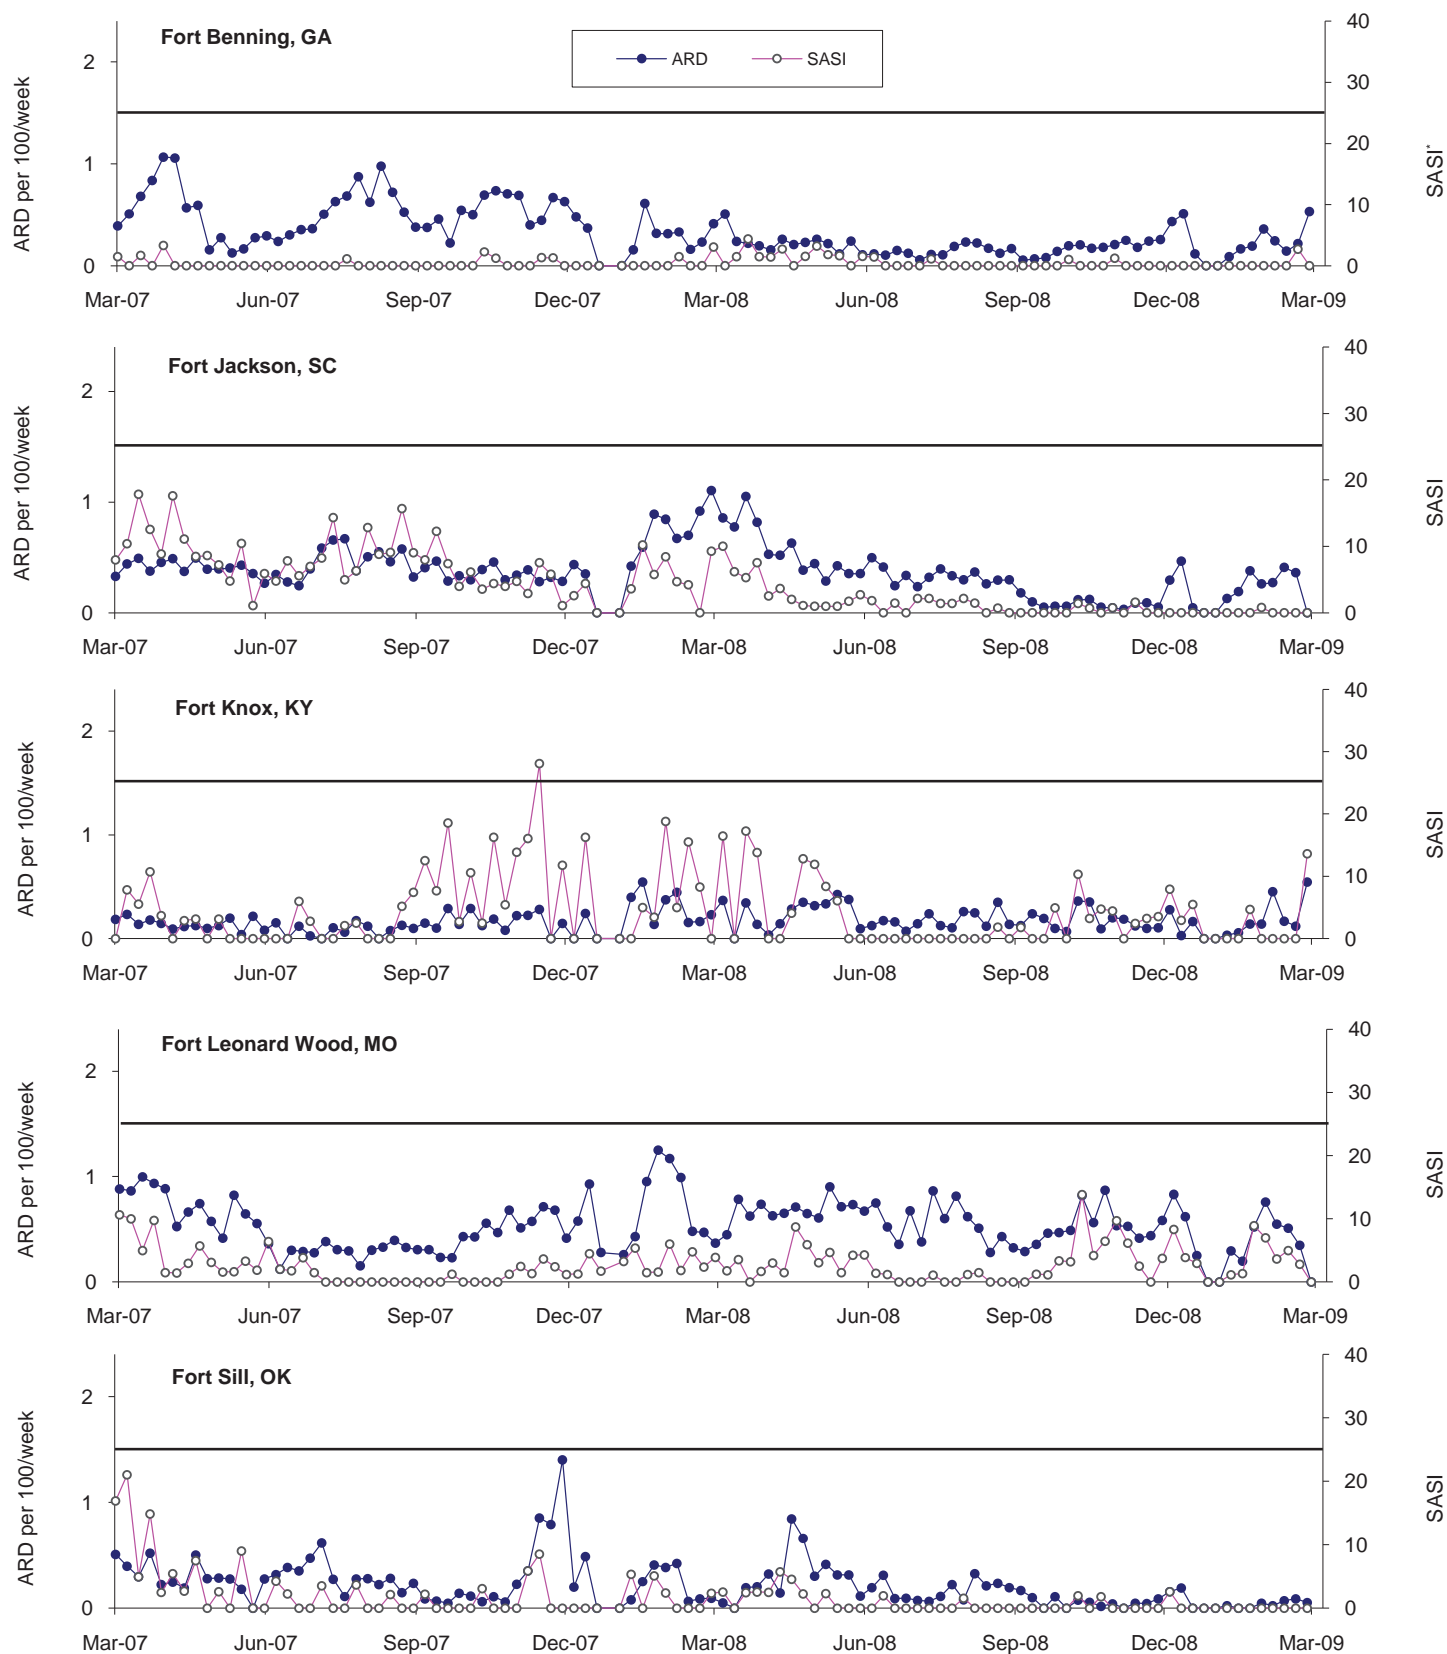 Fort Benning, GA
ARD
SASI
ARD per 100/week
2
1
0
40
30
20
10
0
SASI*
Mar-07 Jun-07 Sep-07 Dec-07 Mar-08 Jun-08 Sep-08 Dec-08 Mar-09
Fort Jackson, SC
ARD per 100/week
2
1
0
40
30
20
10
0
SASI
Mar-07 Jun-07 Sep-07 Dec-07 Mar-08 Jun-08 Sep-08 Dec-08 Mar-09
Fort Knox, KY
ARD per 100/week
2
1
0
40
30
20
10
0
SASI
Mar-07 Jun-07 Sep-07 Dec-07 Mar-08 Jun-08 Sep-08 Dec-08 Mar-09
Fort Leonard Wood, MO
ARD per 100/week
2
1
0
40
30
20
10
0
SASI
Mar-07 Jun-07 Sep-07 Dec-07 Mar-08 Jun-08 Sep-08 Dec-08 Mar-09
Fort Sill, OK
ARD per 100/week
2
1
0
40
30
20
10
0
SASI
Mar-07 Jun-07 Sep-07 Dec-07 Mar-08 Jun-08 Sep-08 Dec-08 Mar-09